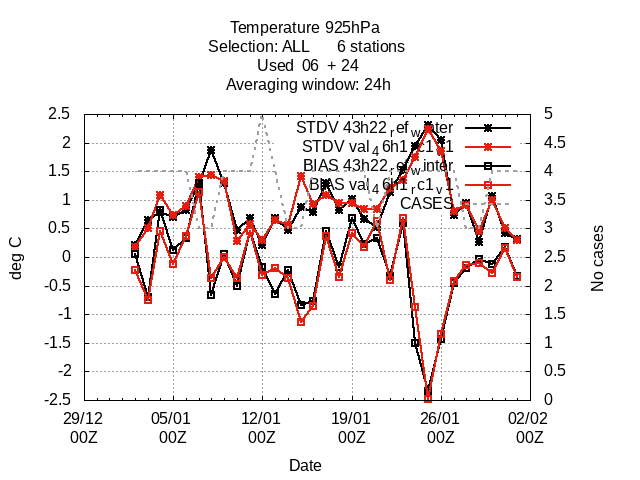 Temperature 925hPa
Selection: ALL 6 stations
Used 06 + 24
Averaging window: 24h
STDV 43h22_ref_winter
STDV val_46h1_rc1_v1
BIAS 43h22_ref_winter
BIAS val_46h1_rc1_v1
CASES
2.5
2
1.5
1
0.5
0
-0.5
-1
-1.5
-2
-2.5
5
4.5
4
3.5
3
2.5
2
1.5
1
0.5
0
deg C
No cases
29/12 05/01 12/01 19/01 26/01 02/02
00Z 00Z 00Z 00Z 00Z 00Z
Date